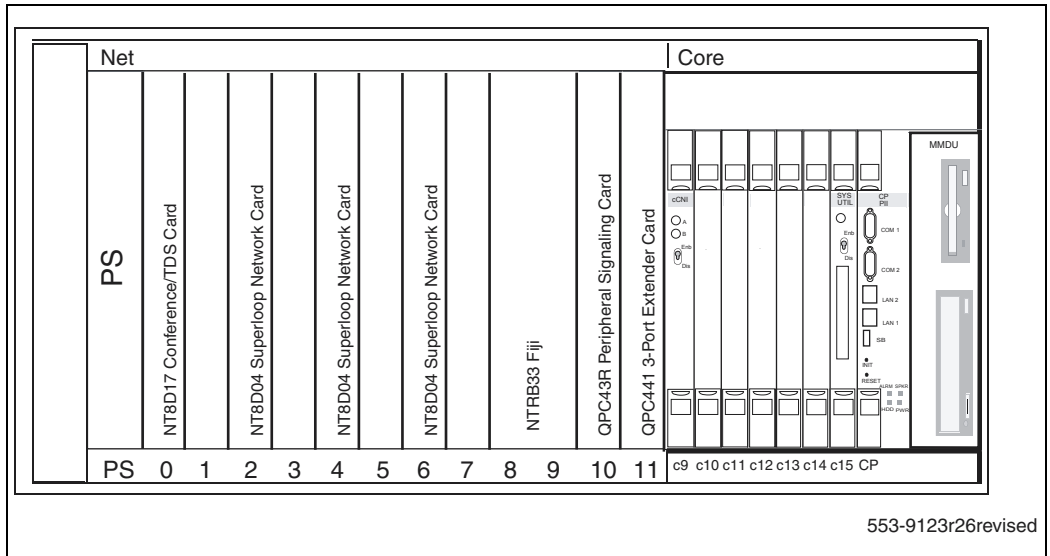 Net
Core
PS
NT8D17 Conference/TDS Card
NT8D04 Superloop Network Card
NT8D04 Superloop Network Card
NT8D04 Superloop Network Card
NTRB33 Fiji
QPC43R Peripheral Signaling Card
QPC441 3-Port Extender Card
cCNI
A
B
Enb
Dis
SYS
UTIL
Enb
Dis
CP
PII
COM 1
COM 2
LAN 2
LAN 1
SB
INIT
RESET
ALRM SPKR
HDD PWR
MMDU
PS 0 1 2 3 4 5 6 7 8 9 10 11 c9 c10 c11 c12 c13 c14 c15 CP
553-9123r26revised